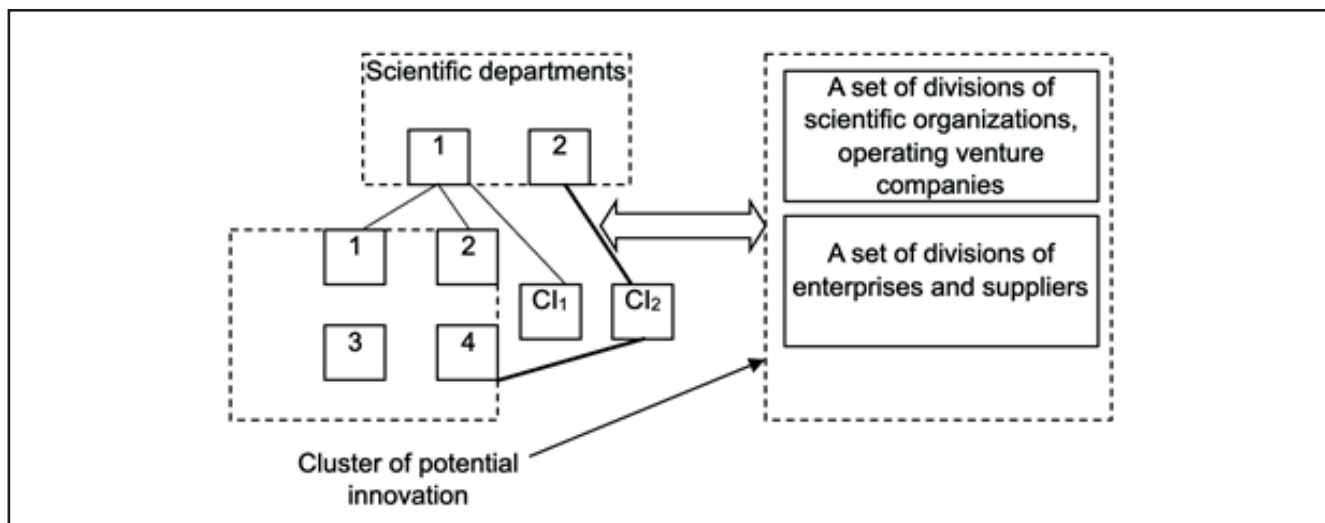 Scientific departments
1
2
1
2
CI₁
CI₂
3
4
Cluster of potential
innovation
A set of divisions of
scientific organizations,
operating venture
companies
A set of divisions of
enterprises and suppliers